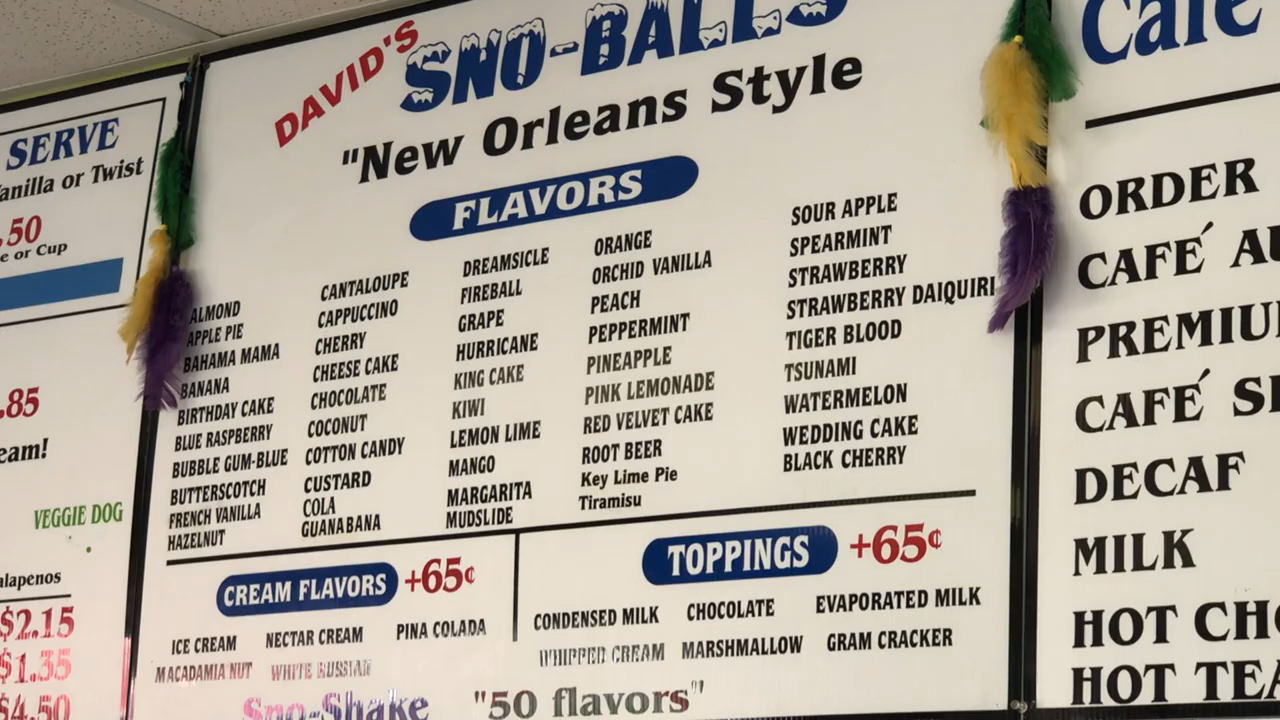 SERVE
anilla or Twist
.50
e or Cup
.85
eam!
VEGGIE DOG
alapenos
$2.15
$1.35
$4.50
DAVID'S
SNO-BALLS
"New Orleans Style
FLAVORS
ALMOND
APPLE PIE
BAHAMA MAMA
BANANA
BIRTHDAY CAKE
BLUE RASPBERRY
BUBBLE GUM-BLUE
BUTTERSCOTCH
FRENCH VANILLA
HAZELNUT
CANTALOUPE
CAPPUCCINO
CHERRY
CHEESE CAKE
CHOCOLATE
COCONUT
COTTON CANDY
CUSTARD
COLA
GUANABANA
DREAMSICLE
FIREBALL
GRAPE
HURRICANE
KING CAKE
KIWI
LEMON LIME
MANGO
MARGARITA
MUDSLIDE
ORANGE
ORCHID VANILLA
PEACH
PEPPERMINT
PINEAPPLE
PINK LEMONADE
RED VELVET CAKE
ROOT BEER
Key Lime Pie
Tiramisu
SOUR APPLE
SPEARMINT
STRAWBERRY
STRAWBERRY DAIQUIRI
TIGER BLOOD
TSUNAMI
WATERMELON
WEDDING CAKE
BLACK CHERRY
CREAM FLAVORS +65¢
ICE CREAM NECTAR CREAM PINA COLADA
MACADAMIA NUT WHITE RUSSIAN
TOPPINGS +65¢
CONDENSED MILK CHOCOLATE EVAPORATED MILK
WHIPPED CREAM MARSHMALLOW GRAM CRACKER
Sno-Shake "50 flavors"
Café
ORDER
CAFÉ AU
PREMIU
CAFÉ S
DECAF
MILK
HOT CHO
HOT TEA